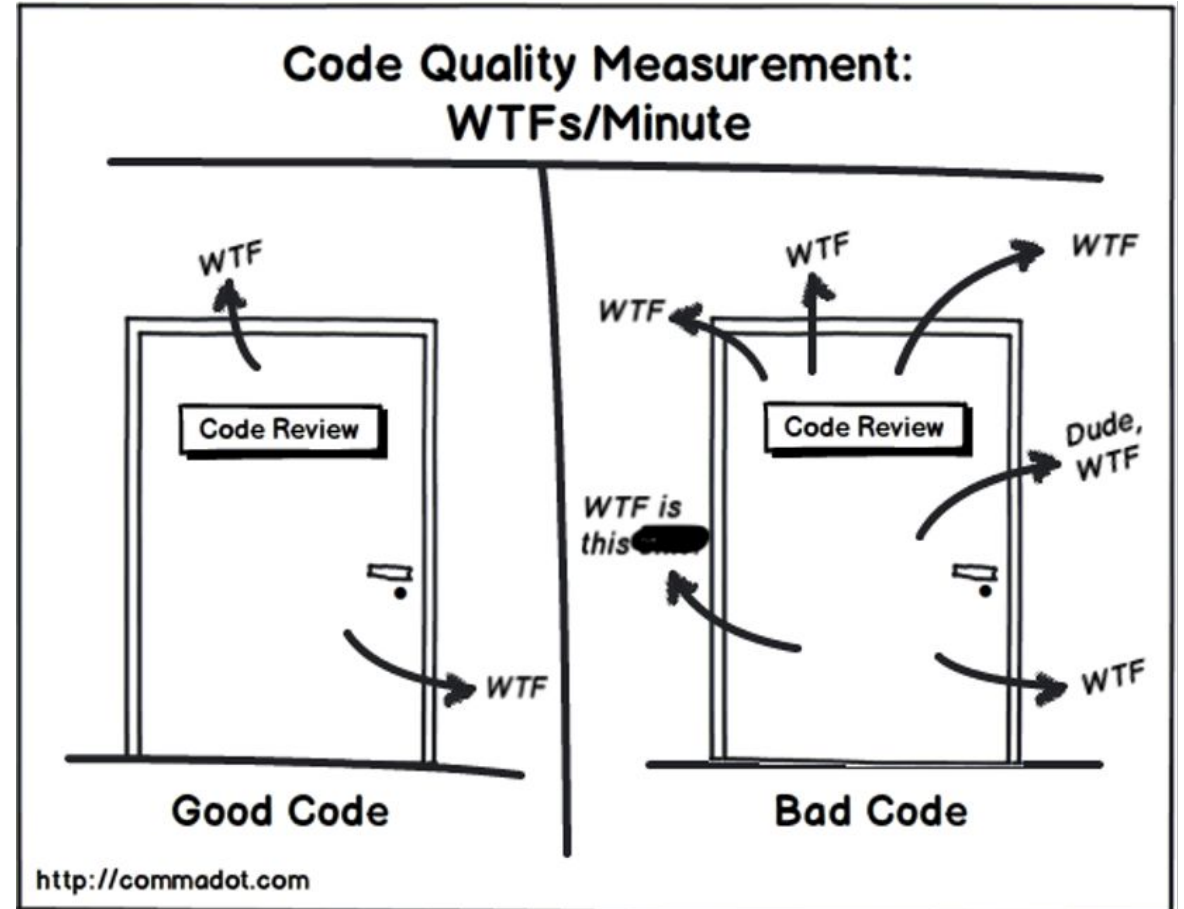 Code Quality Measurement:
WTFs/Minute
WTF
Code Review
WTF
Good Code
WTF
WTF
WTF
Code Review
Dude,
WTF
WTF is
this
WTF
Bad Code
http://commadot.com